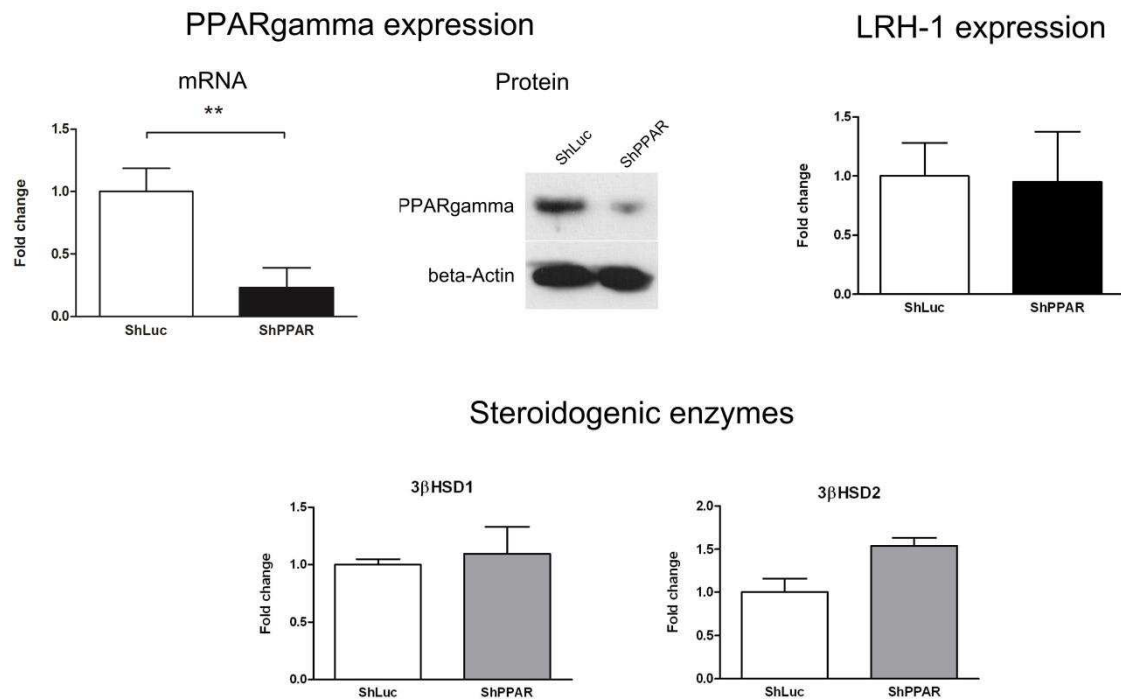 PPARgamma expression
mRNA
**
Fold change
1.5
1.0
0.5
0.0
ShLuc
ShPPAR
Protein
ShLuc
ShPPAR
PPARgamma
beta-Actin
LRH-1 expression
Fold change
1.5
1.0
0.5
0.0
ShLuc
ShPPAR
Steroidogenic enzymes
3βHSD1
Fold change
1.5
1.0
0.5
0.0
ShLuc
ShPPAR
3βHSD2
Fold change
2.0
1.5
1.0
0.5
0.0
ShLuc
ShPPAR